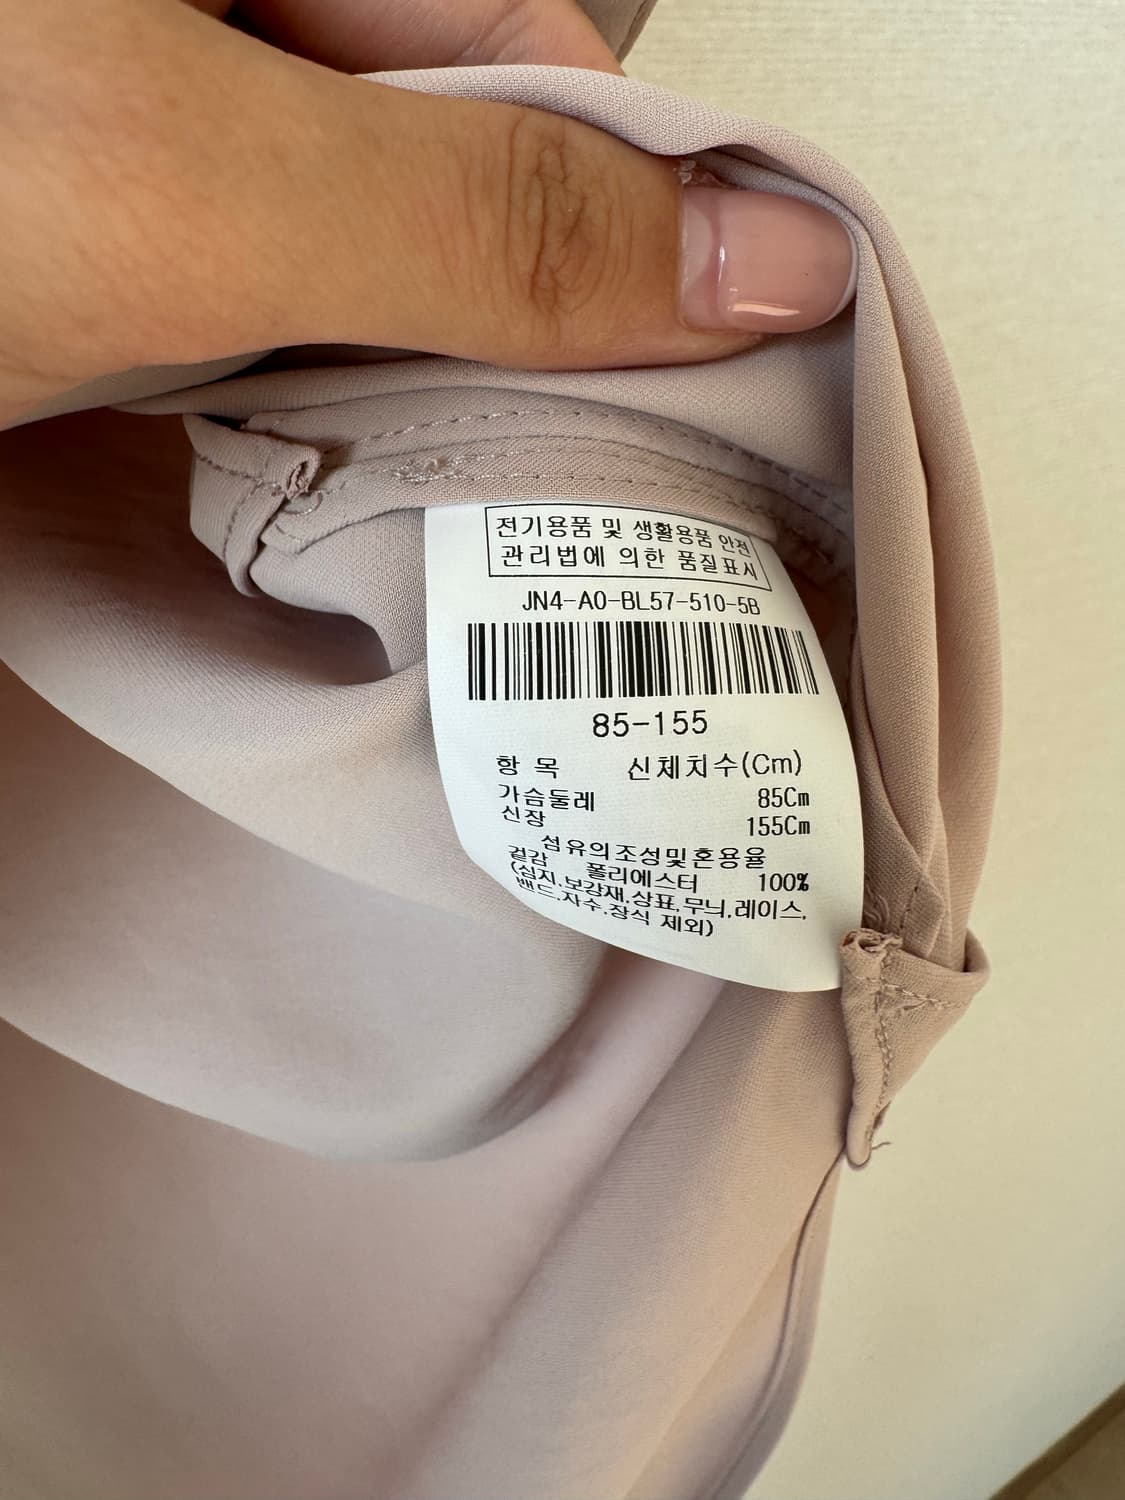 전기용품 및 생활용품 안전
관리법에 의한 품질표시
JN4-A0-BL57-510-5B
85-155
항 목 신체치수(Cm)
가슴둘레 85Cm
신장 155Cm
섬유의조성및혼용율
겉감 폴리에스터 100%
(심지,보강재,상표,무늬,레이스,
밴드,자수,장식 제외)